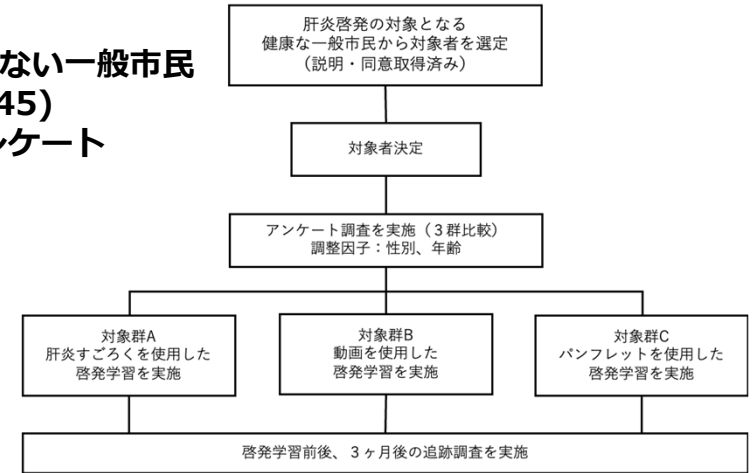 肝炎啓発の対象となる
健康な一般市民から対象者を選定
（説明・同意取得済み）
ない一般市民
45)
ケート
対象者決定
アンケート調査を実施（３群比較）
調整因子：性別、年齢
対象群A
肝炎すごろくを使用した
啓発学習を実施
対象群B
動画を使用した
啓発学習を実施
対象群C
パンフレットを使用した
啓発学習を実施
啓発学習前後、３ヶ月後の追跡調査を実施